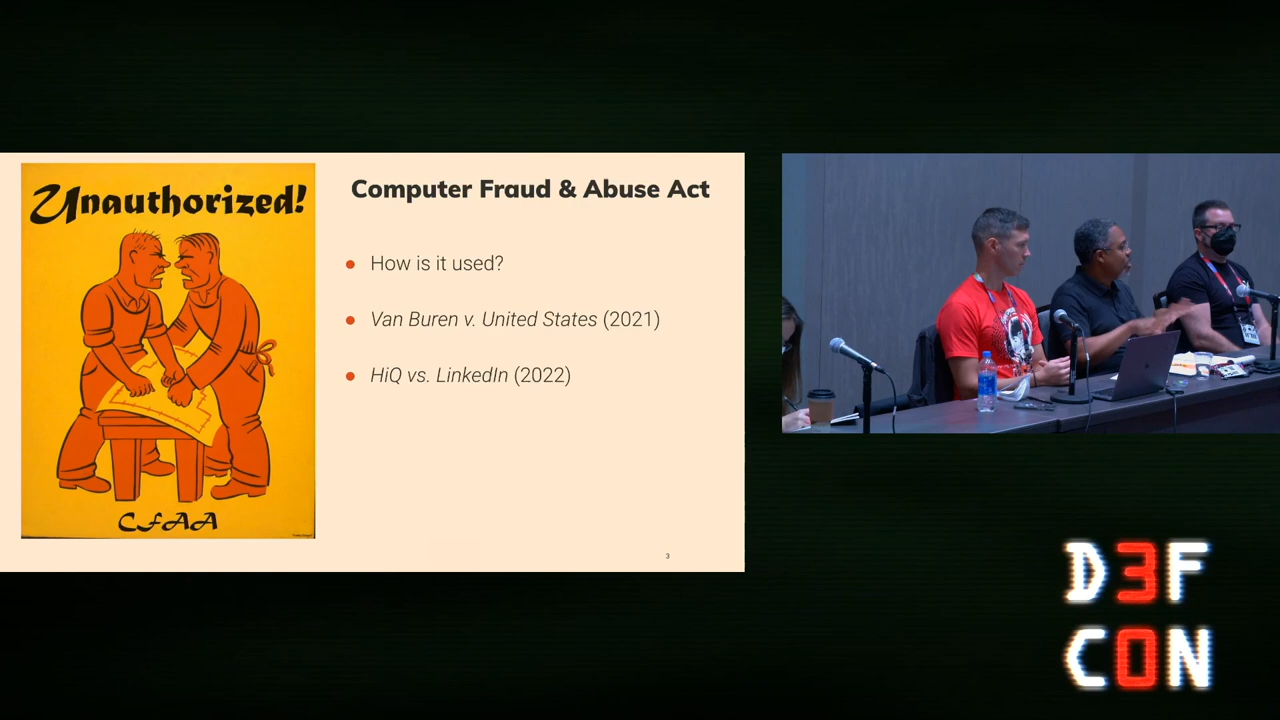 Unauthorized!
CFAA
Computer Fraud & Abuse Act
How is it used?
Van Buren v. United States (2021)
HiQ vs. LinkedIn (2022)
3
D3F
C0N